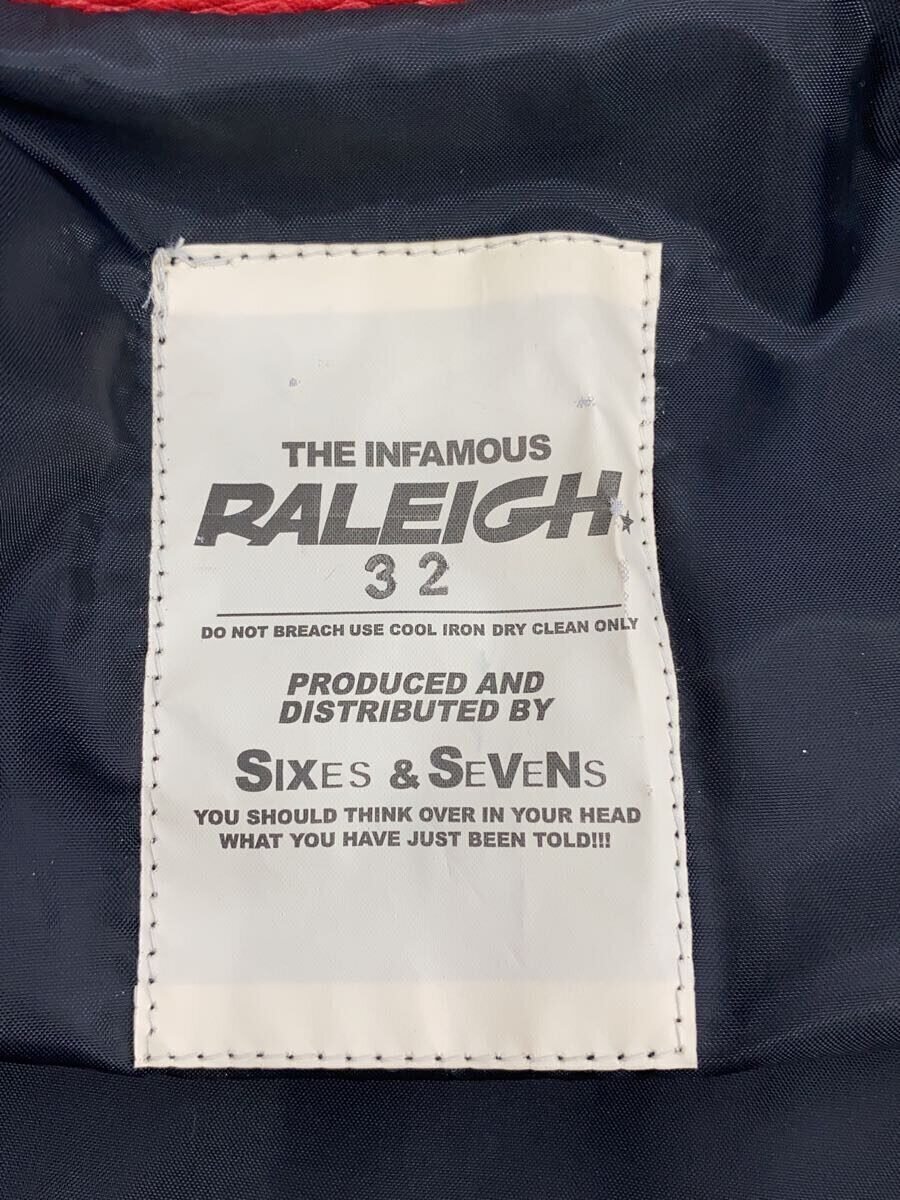 THE INFAMOUS
RALEIGH
32
DO NOT BREACH USE COOL IRON DRY CLEAN ONLY
PRODUCED AND
DISTRIBUTED BY
SIXES & SEVENS
YOU SHOULD THINK OVER IN YOUR HEAD
WHAT YOU HAVE JUST BEEN TOLD!!!